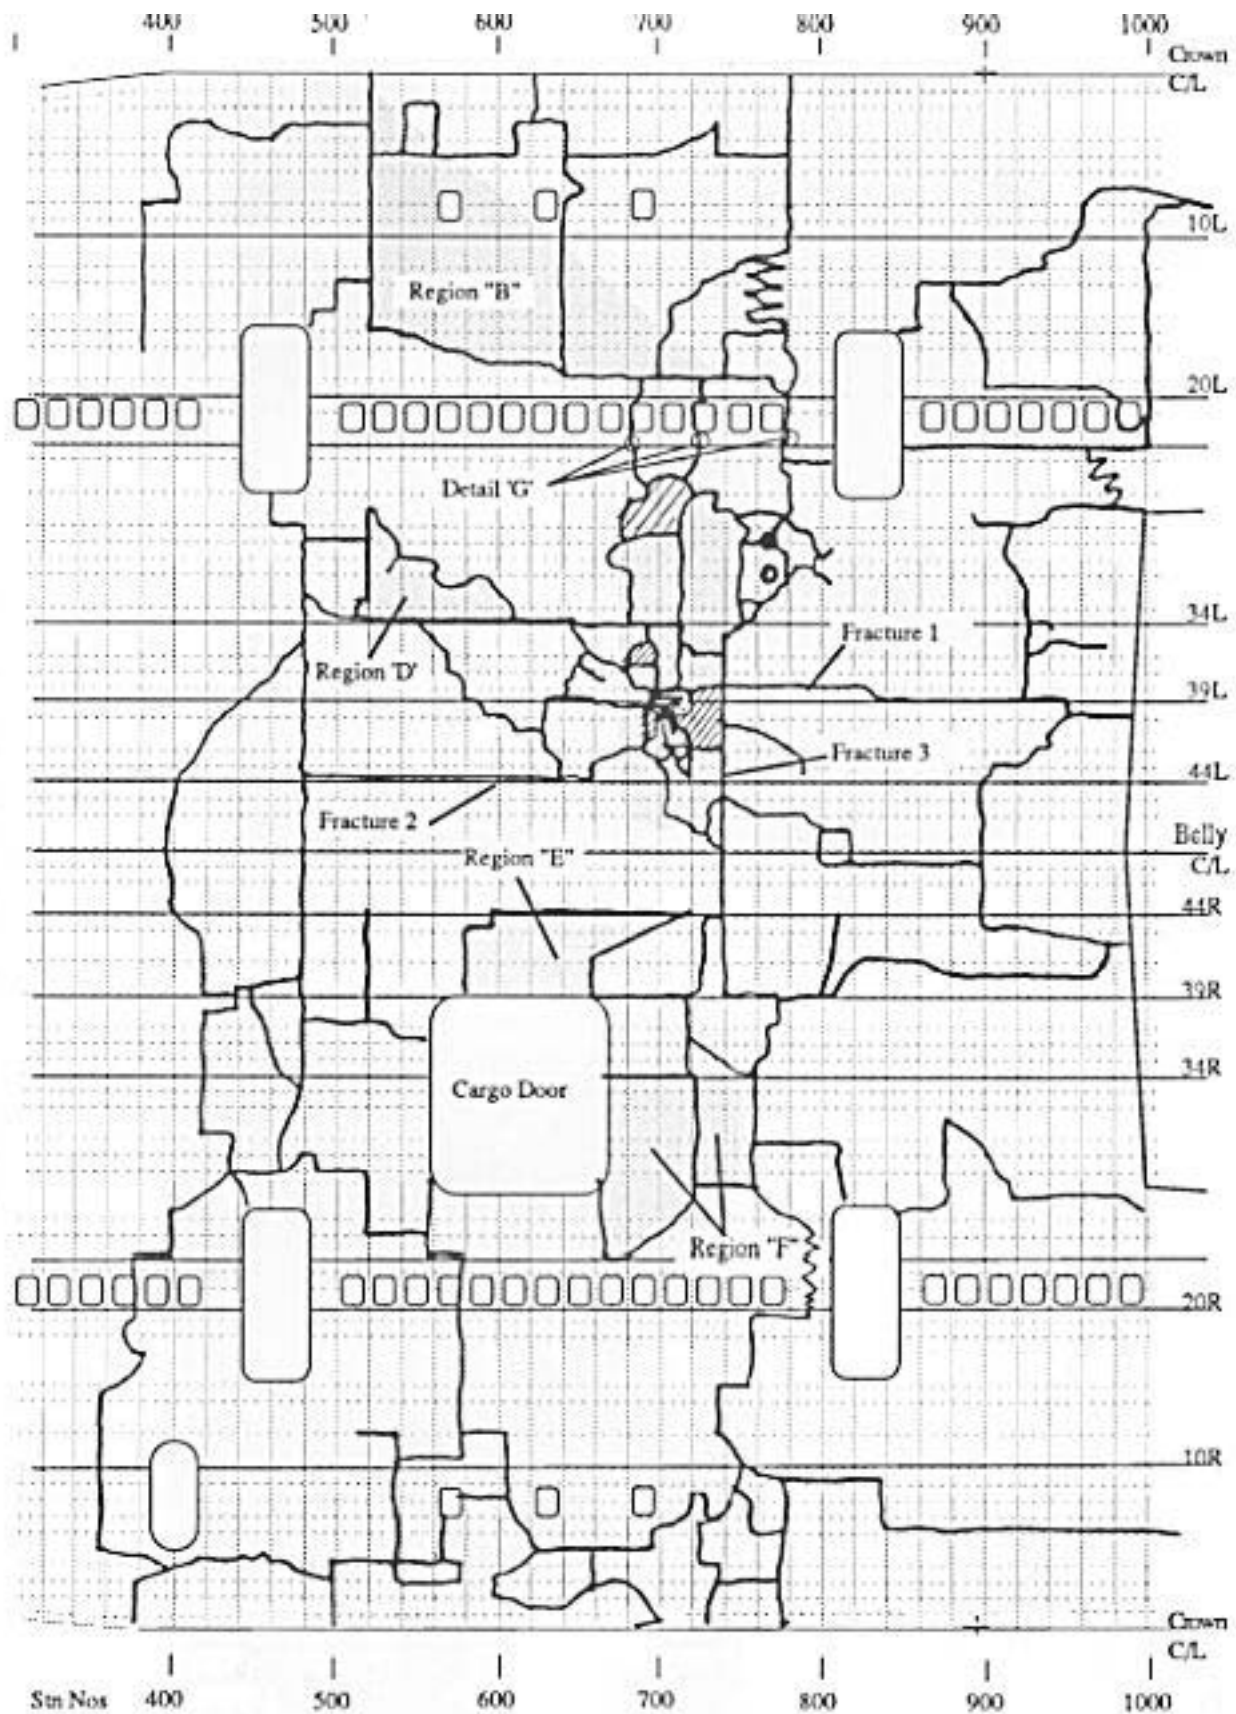 400 500 600 700 800 900 1000
Crown
C/L
10L
Region "B"
20L
Detail 'G'
34L
Fracture 1
Region 'D'
39L
Fracture 3
44L
Fracture 2
Belly
C/L
Region "E"
44R
39R
34R
Cargo Door
Region "F"
20R
10R
Crown
C/L
Stn Nos 400 500 600 700 800 900 1000